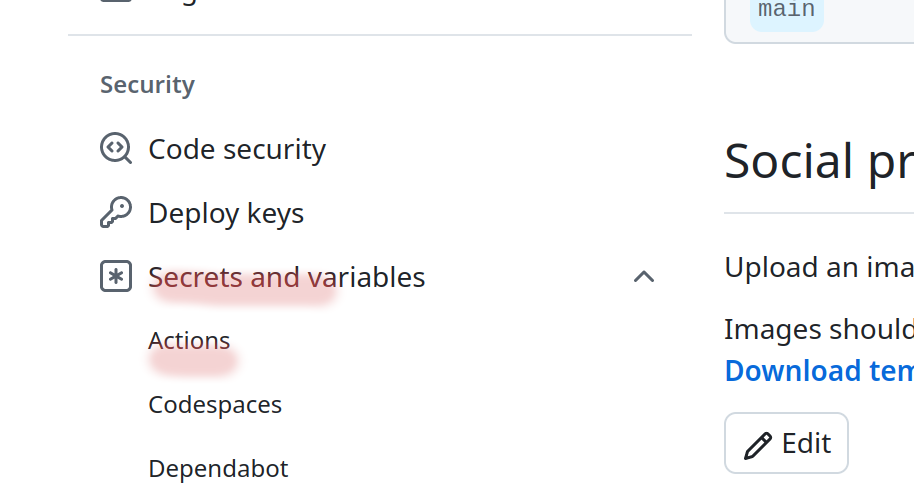 main
Security
Code security
Deploy keys
Secrets and variables
Actions
Codespaces
Dependabot
Social pr
Upload an ima
Images should
Download tem
Edit